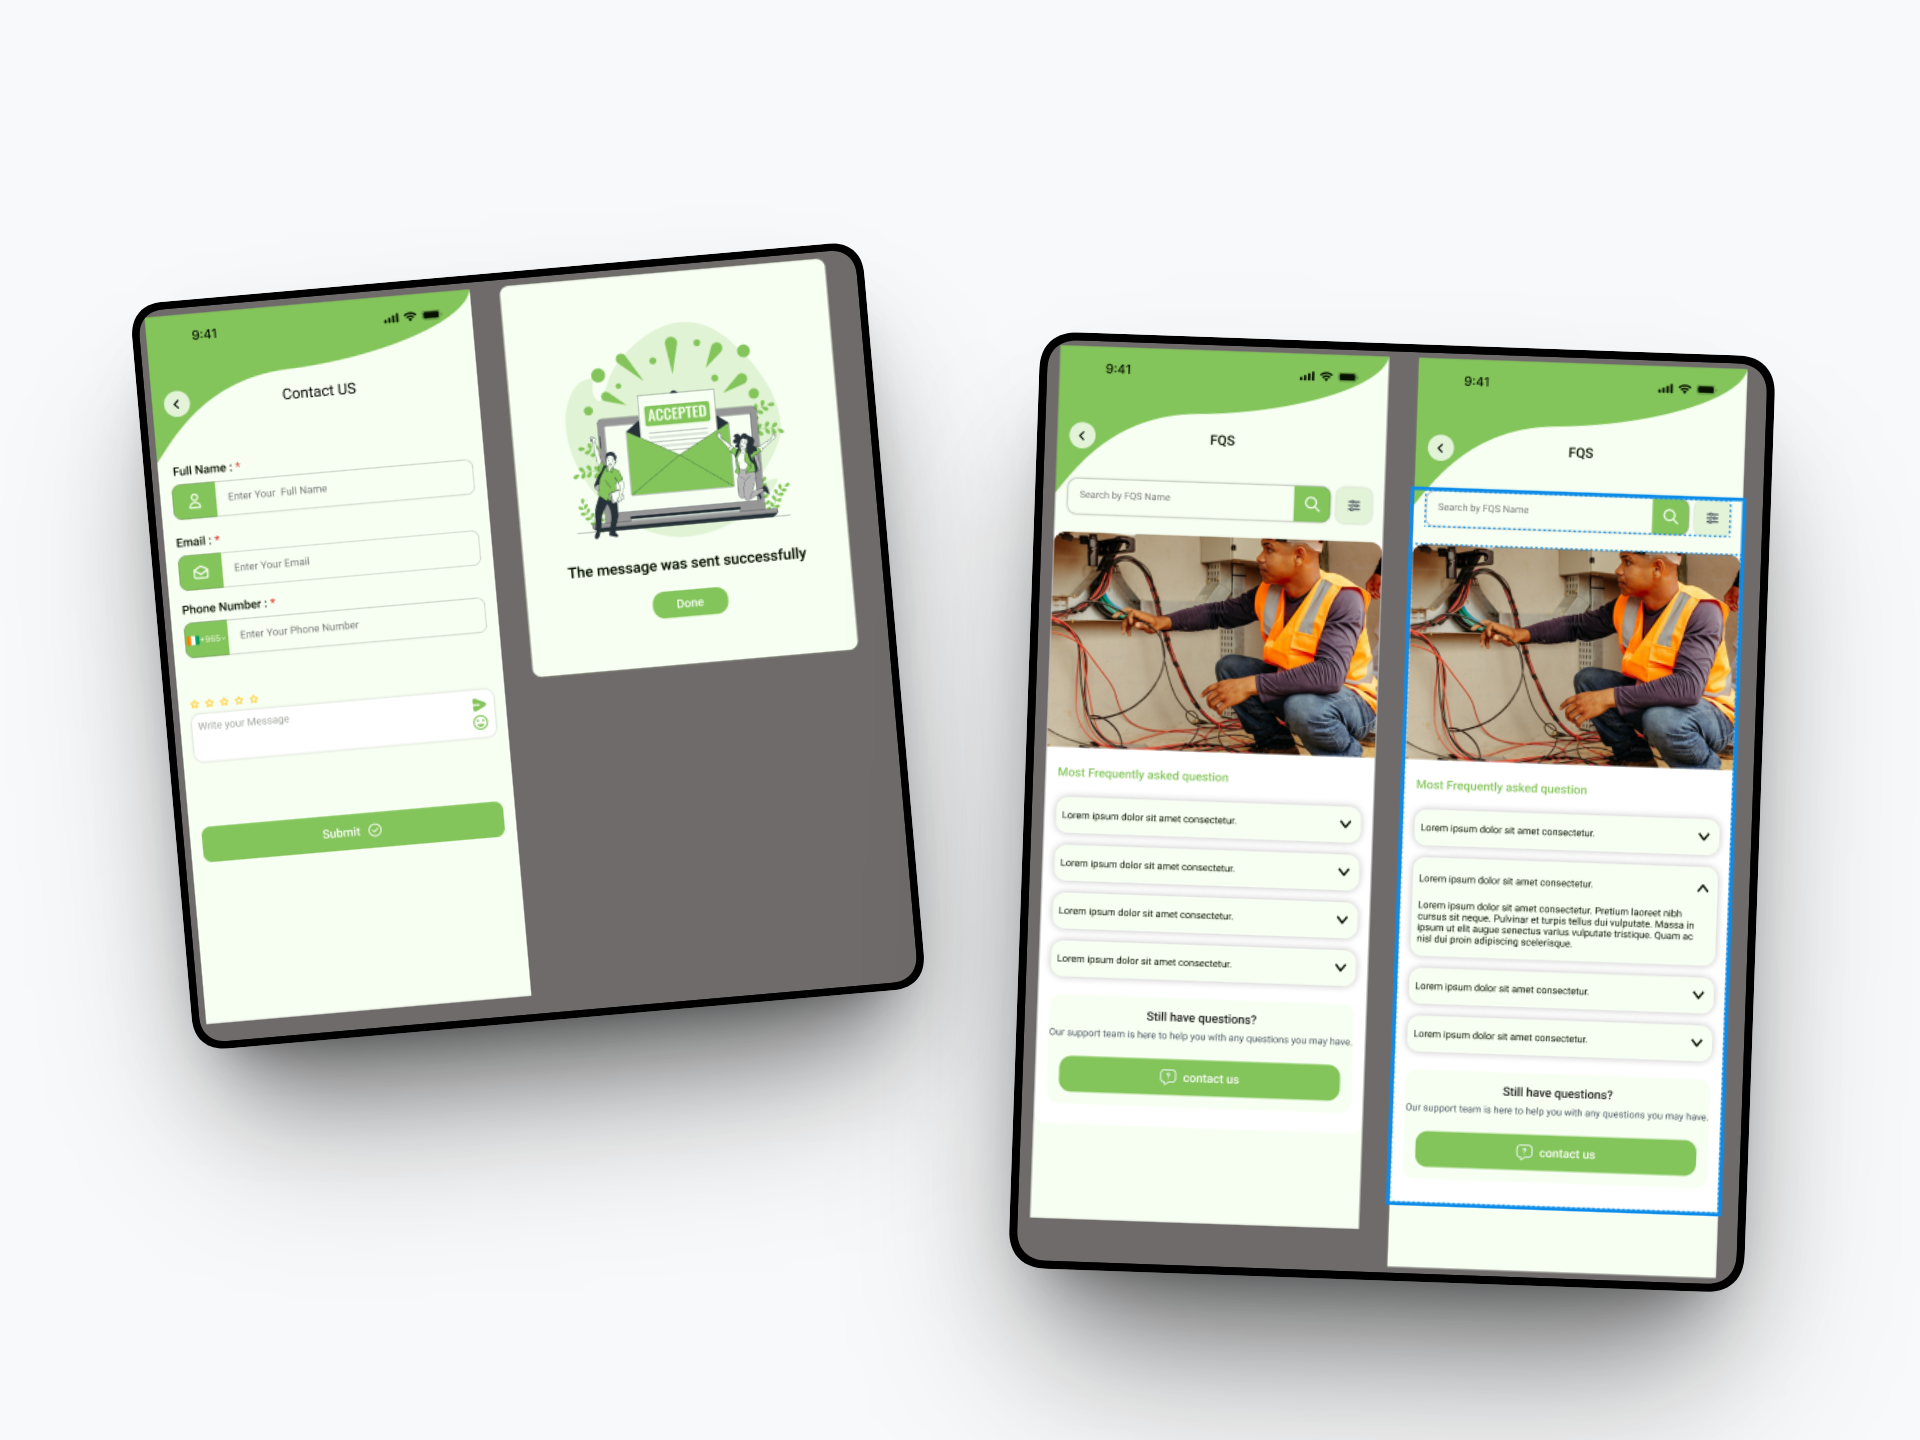 9:41
Contact US
Full Name : *
Enter Your  Full Name
Email : *
Enter Your Email
Phone Number : *
Enter Your Phone Number
Write your Message
Submit
ACCEPTED
The message was sent successfully
Done
9:41
FQS
Search by FQS Name
Most Frequently asked question
Lorem ipsum dolor sit amet consectetur.
Lorem ipsum dolor sit amet consectetur.
Lorem ipsum dolor sit amet consectetur.
Lorem ipsum dolor sit amet consectetur.
Still have questions?
Our support team is here to help you with any questions you may have.
contact us
9:41
FQS
Search by FQS Name
Most Frequently asked question
Lorem ipsum dolor sit amet consectetur.
Lorem ipsum dolor sit amet consectetur.
Lorem ipsum dolor sit amet consectetur. Pretium laoreet nibh
cursus sit neque. Pulvinar et turpis tellus dui vulputate. Massa in
ipsum ut elit augue senectus varius vulputate tristique. Quam ac
nisl dui proin adipiscing scelerisque.
Lorem ipsum dolor sit amet consectetur.
Lorem ipsum dolor sit amet consectetur.
Still have questions?
Our support team is here to help you with any questions you may have.
contact us